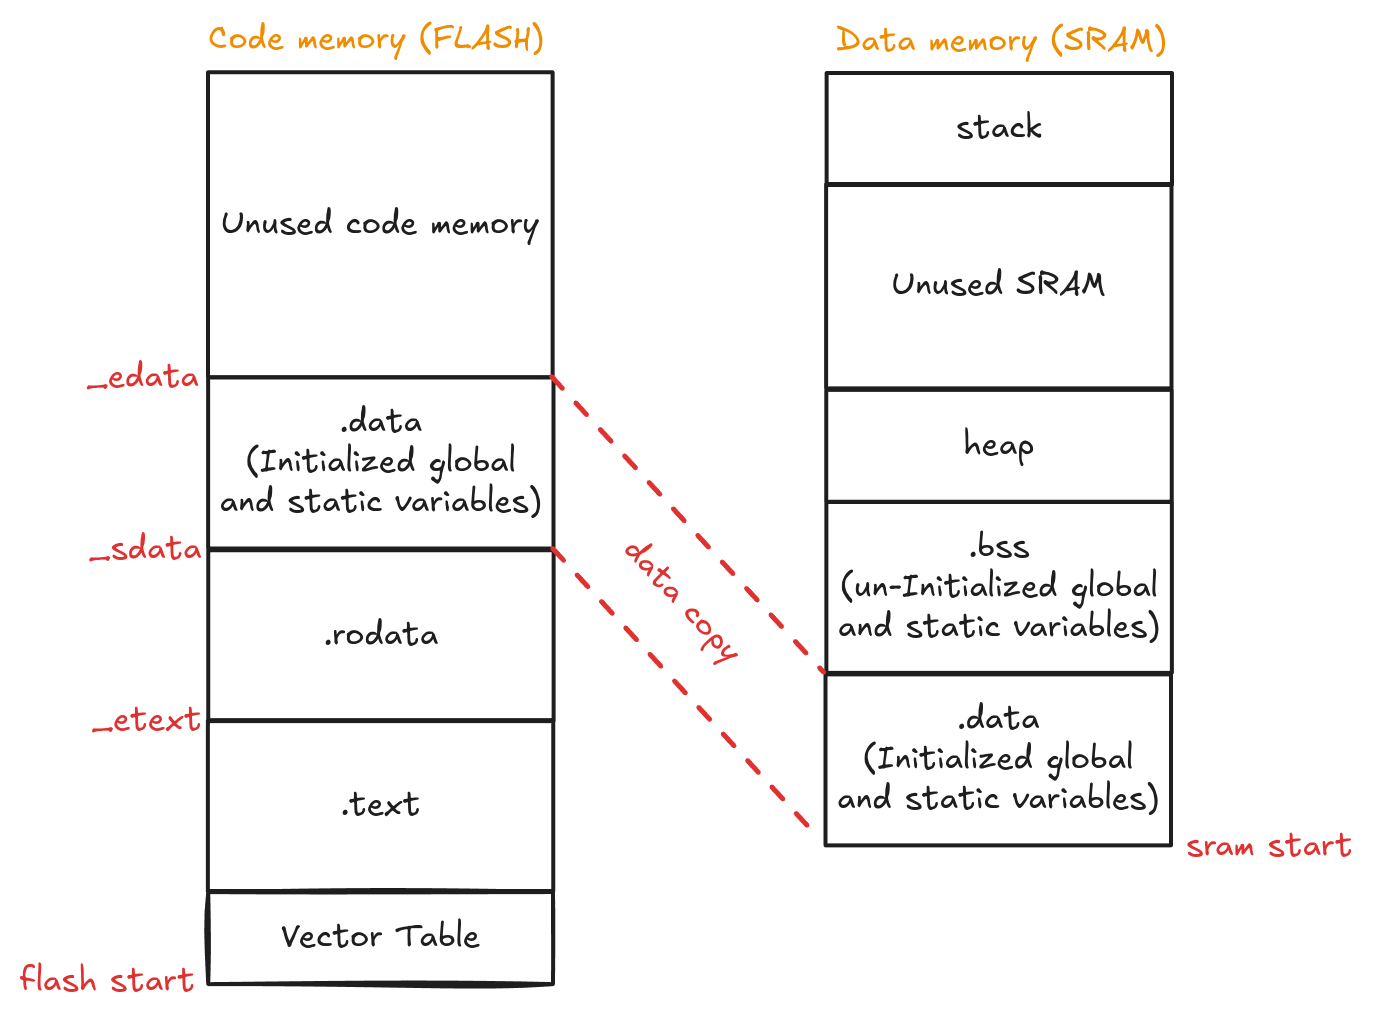 Code memory (FLASH)
Unused code memory
_edata
.data
(Initialized global
and static variables)
_sdata
.rodata
_etext
.text
Vector Table
flash start
data copy
Data memory (SRAM)
stack
Unused SRAM
heap
.bss
(un-Initialized global
and static variables)
.data
(Initialized global
and static variables)
sram start